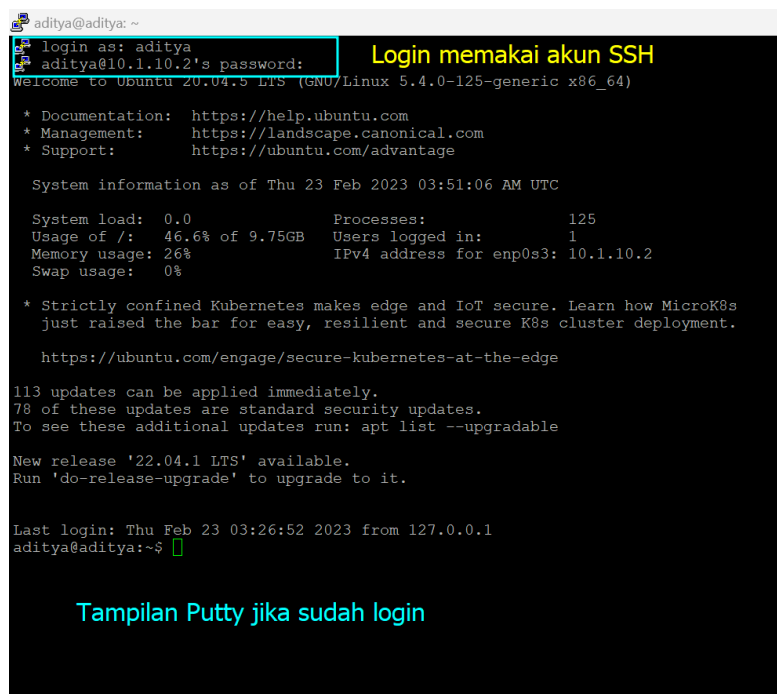 aditya@aditya: ~
login as: aditya
aditya@10.1.10.2's password:
Login memakai akun SSH
Welcome to Ubuntu 20.04.5 LTS (GNU/Linux 5.4.0-125-generic x86_64)
* Documentation:  https://help.ubuntu.com
* Management:     https://landscape.canonical.com
* Support:        https://ubuntu.com/advantage
System information as of Thu 23 Feb 2023 03:51:06 AM UTC
System load:  0.0               Processes:               125
Usage of /:   46.6% of 9.75GB   Users logged in:         1
Memory usage: 26%               IPv4 address for enp0s3: 10.1.10.2
Swap usage:   0%
* Strictly confined Kubernetes makes edge and IoT secure. Learn how MicroK8s
just raised the bar for easy, resilient and secure K8s cluster deployment.
https://ubuntu.com/engage/secure-kubernetes-at-the-edge
113 updates can be applied immediately.
78 of these updates are standard security updates.
To see these additional updates run: apt list --upgradable
New release '22.04.1 LTS' available.
Run 'do-release-upgrade' to upgrade to it.
Last login: Thu Feb 23 03:26:52 2023 from 127.0.0.1
aditya@aditya:~$
Tampilan Putty jika sudah login